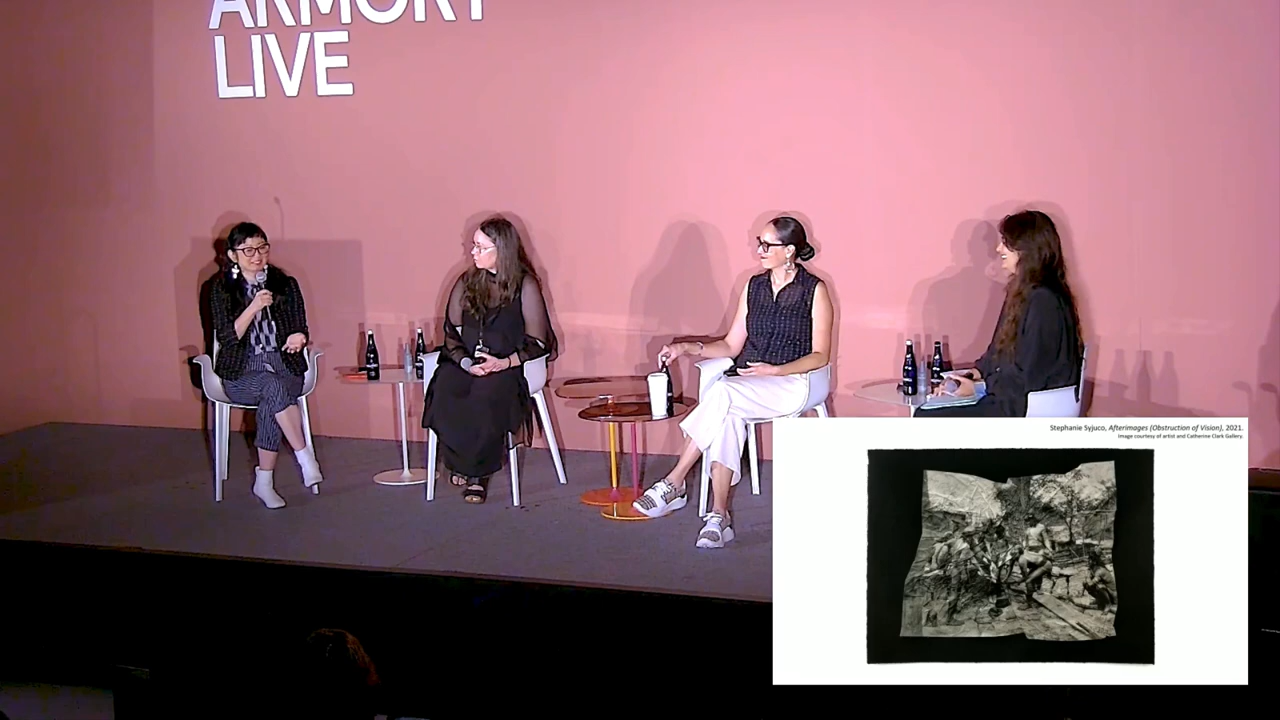 ARMORY
LIVE
Stephanie Syjuco, Afterimages (Obstruction of Vision), 2021.
Image courtesy of artist and Catherine Clark Gallery.